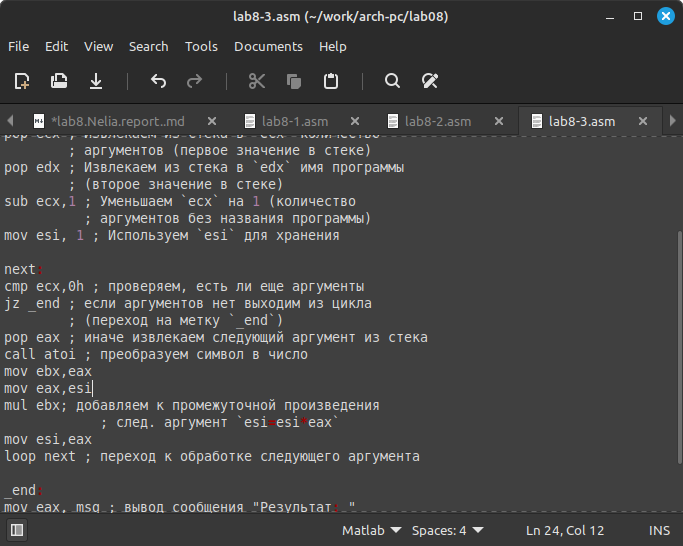 lab8-3.asm (~/work/arch-pc/lab08)
File Edit View Search Tools Documents Help
*lab8.Nelia.report..md lab8-1.asm lab8-2.asm lab8-3.asm
pop ecx ; Извлекаем из стека в `ecx` количество
; аргументов (первое значение в стеке)
pop edx ; Извлекаем из стека в `edx` имя программы
; (второе значение в стеке)
sub ecx,1 ; Уменьшаем `ecx` на 1 (количество
; аргументов без названия программы)
mov esi, 1 ; Используем `esi` для хранения
next:
cmp ecx,0h ; проверяем, есть ли еще аргументы
jz _end ; если аргументов нет выходим из цикла
; (переход на метку `_end`)
pop eax ; иначе извлекаем следующий аргумент из стека
call atoi ; преобразуем символ в число
mov ebx,eax
mov eax,esi
mul ebx; добавляем к промежуточной произведения
; след. аргумент `esi=esi*eax`
mov esi,eax
loop next ; переход к обработке следующего аргумента
_end:
mov eax, msg ; вывод сообщения "Результат: "
Matlab Spaces: 4 Ln 24, Col 12 INS